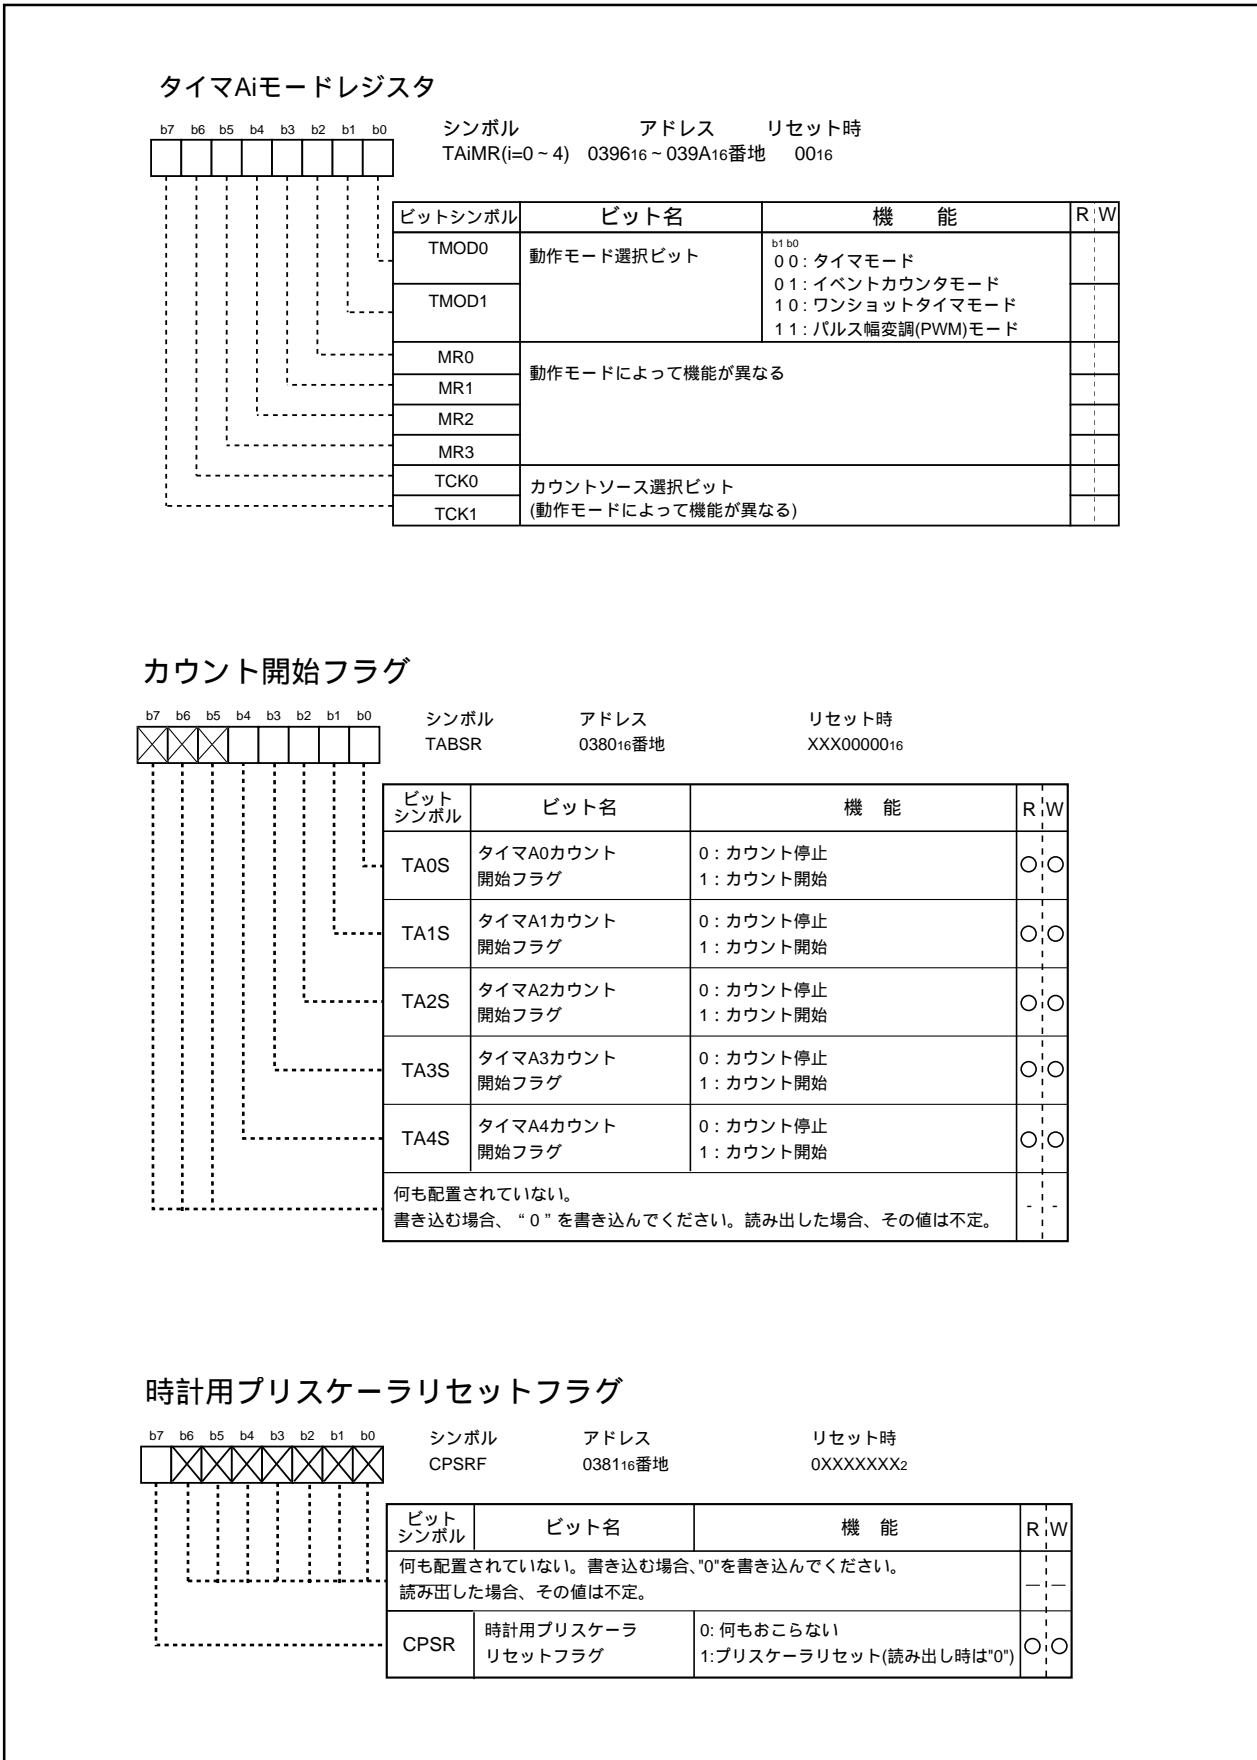 タイマAiモードレジスタ
b7 b6 b5 b4 b3 b2 b1 b0
シンボル アドレス リセット時
TAiMR(i=0~4) 039616~039A16番地 0016
ビットシンボル ビット名 機 能 R W
TMOD0 動作モード選択ビット
b1 b0
0 0 : タイマモード
0 1 : イベントカウンタモード
TMOD1
1 0 : ワンショットタイマモード
1 1 : パルス幅変調(PWM)モード
MR0
動作モードによって機能が異なる
MR1
MR2
MR3
TCK0
カウントソース選択ビット
TCK1
(動作モードによって機能が異なる)
カウント開始フラグ
b7 b6 b5 b4 b3 b2 b1 b0
シンボル アドレス リセット時
TABSR 038016番地 XXX0000016
ビット
シンボル
ビット名 機 能 R W
TA0S
タイマA0カウント
開始フラグ
0 : カウント停止
1 : カウント開始
○ ○
TA1S
タイマA1カウント
開始フラグ
0 : カウント停止
1 : カウント開始
○ ○
TA2S
タイマA2カウント
開始フラグ
0 : カウント停止
1 : カウント開始
○ ○
TA3S
タイマA3カウント
開始フラグ
0 : カウント停止
1 : カウント開始
○ ○
TA4S
タイマA4カウント
開始フラグ
0 : カウント停止
1 : カウント開始
○ ○
何も配置されていない。
書き込む場合、“ 0 ” を書き込んでください。読み出した場合、その値は不定。
- -
時計用プリスケーラリセットフラグ
b7 b6 b5 b4 b3 b2 b1 b0
シンボル アドレス リセット時
CPSRF 038116番地 0XXXXXXX2
ビット
シンボル
ビット名 機 能 R W
何も配置されていない。書き込む場合、"0"を書き込んでください。
読み出した場合、その値は不定。
— —
CPSR
時計用プリスケーラ
リセットフラグ
0: 何もおこらない
1:プリスケーラリセット(読み出し時は"0")
○ ○